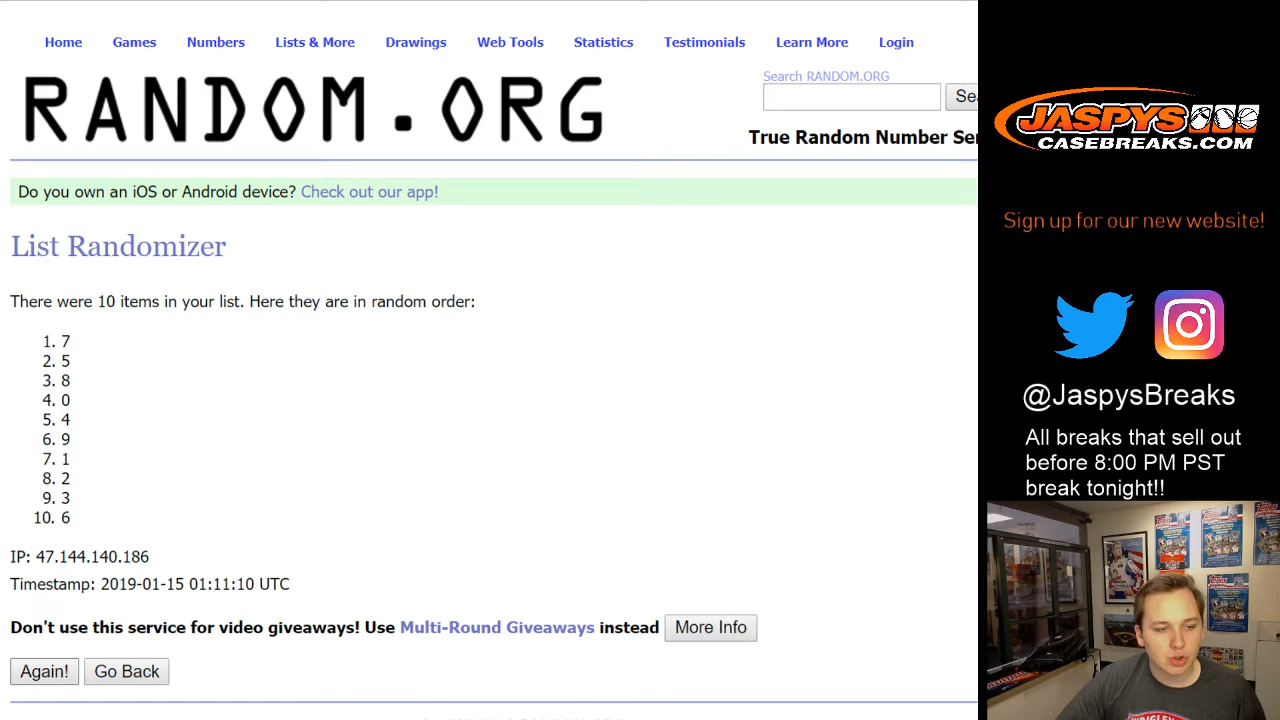 Home Games Numbers Lists & More Drawings Web Tools Statistics Testimonials Learn More Login
RANDOM.ORG
Search RANDOM.ORG
True Random Number
Do you own an iOS or Android device? Check out our app!
List Randomizer
There were 10 items in your list. Here they are in random order:
1. 7
2. 5
3. 8
4. 0
5. 4
6. 9
7. 1
8. 2
9. 3
10. 6
IP: 47.144.140.186
Timestamp: 2019-01-15 01:11:10 UTC
Don't use this service for video giveaways! Use Multi-Round Giveaways instead More Info
Again! Go Back
JASPYS
CASEBREAKS.COM
Sign up for our new website!
@JaspysBreaks
All breaks that sell out
before 8:00 PM PST
break tonight!!